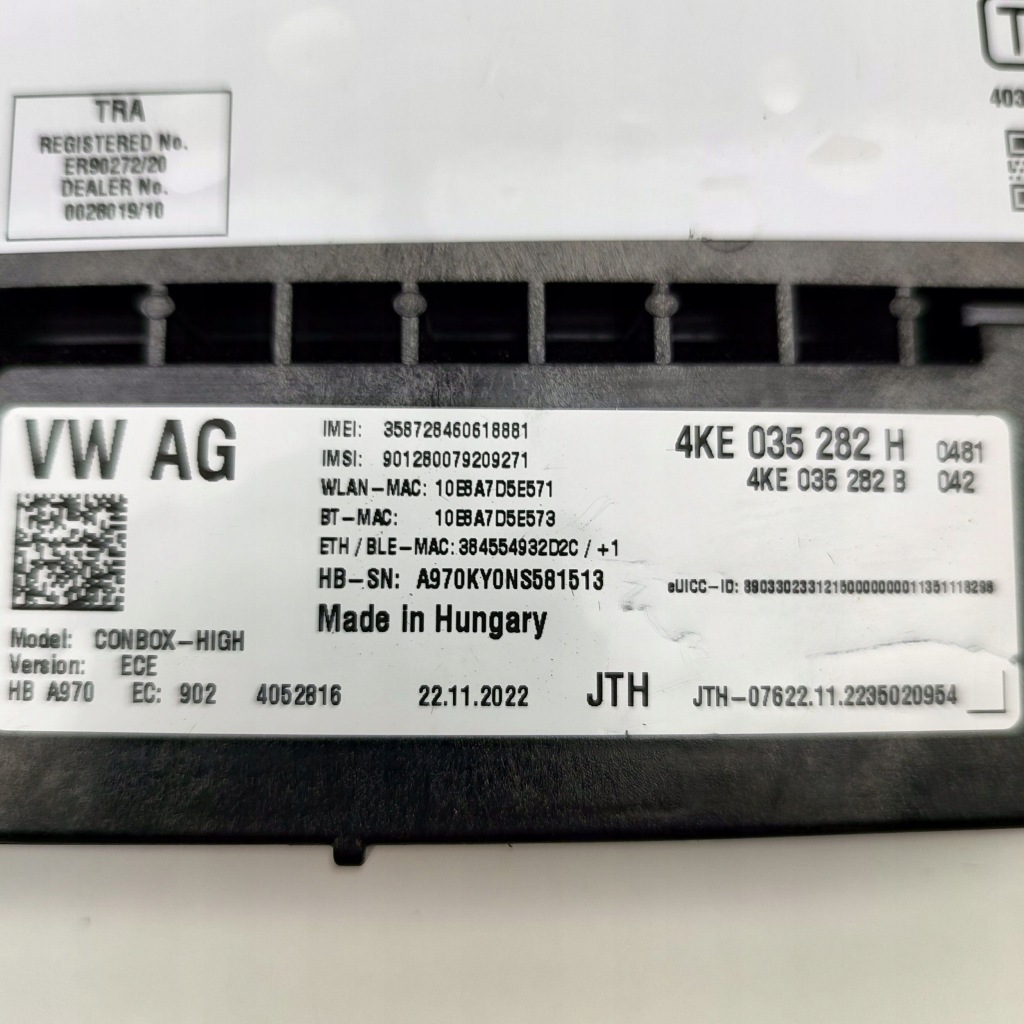 TRA
REGISTERED No.
ER90272/20
DEALER No.
0028019/10
T
403
VW AG
IMEI: 358728460618881
IMSI: 901280079209271
WLAN-MAC: 10E8A7D5E571
BT-MAC: 10E8A7D5E573
ETH / BLE-MAC: 384554932D2C / +1
HB-SN: A970KY0NS581513
Made in Hungary
4KE 035 282 H 0481
4KE 035 282 B 042
eUICC-ID:
Model: CONBOX-HIGH
Version: ECE
HB A970 EC: 902 4052816 22.11.2022 JTH JTH-07622.11.2235020954